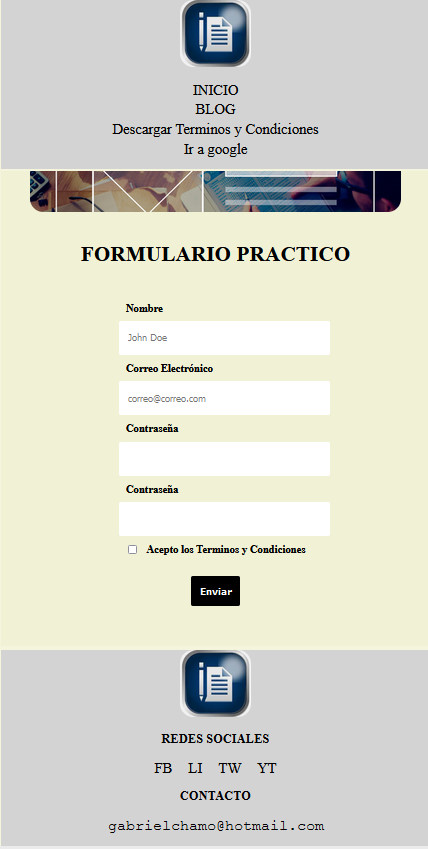 INICIO
BLOG
Descargar Terminos y Condiciones
Ir a google
FORMULARIO PRACTICO
Nombre
John Doe
Correo Electrónico
correo@correo.com
Contraseña
Contraseña
Acepto los Terminos y Condiciones
Enviar
REDES SOCIALES
FB LI TW YT
CONTACTO
gabrielchamo@hotmail.com